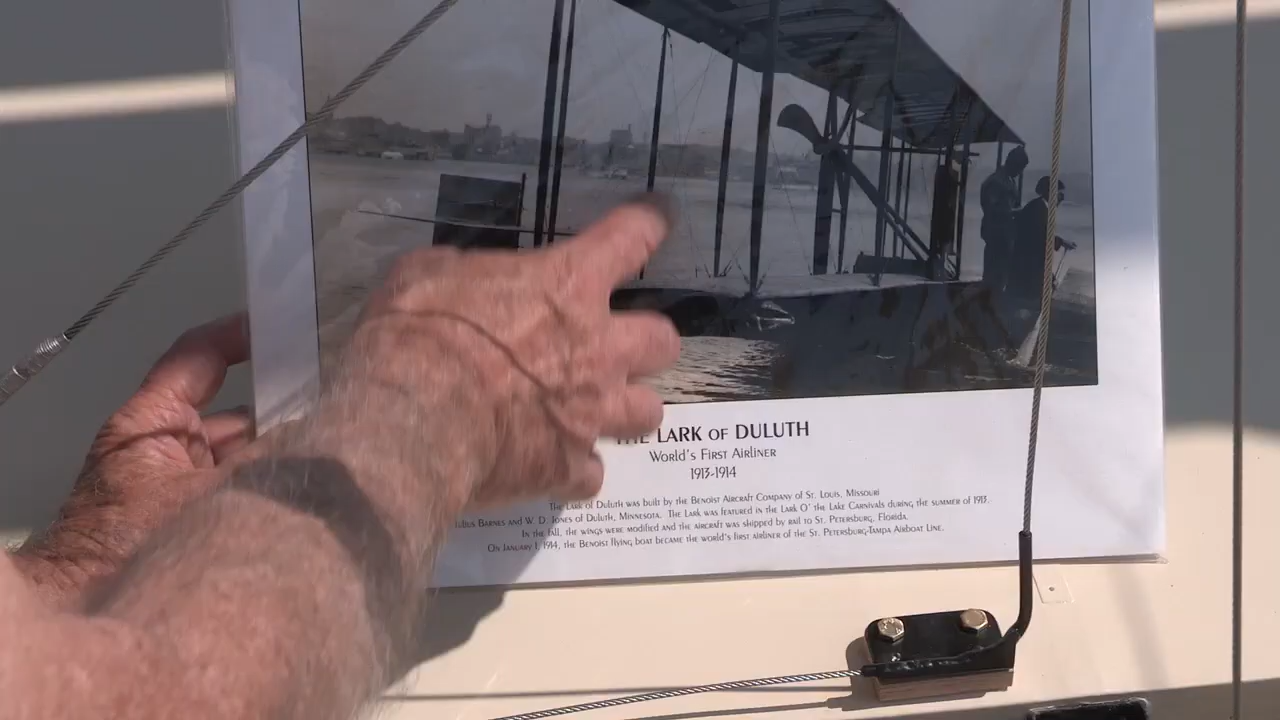 THE LARK OF DULUTH
World's First Airliner
1913-1914
The Lark of Duluth was built by the Benoist Aircraft Company of St. Louis, Missouri
Julius Barnes and W. D. Jones of Duluth, Minnesota. The Lark was featured in the Lark O' the Lake Carnivals during the summer of 1913.
In the fall, the wings were modified and the aircraft was shipped by rail to St. Petersburg, Florida.
On January 1, 1914, the Benoist flying boat became the world's first airliner of the St. Petersburg-Tampa Airboat Line.